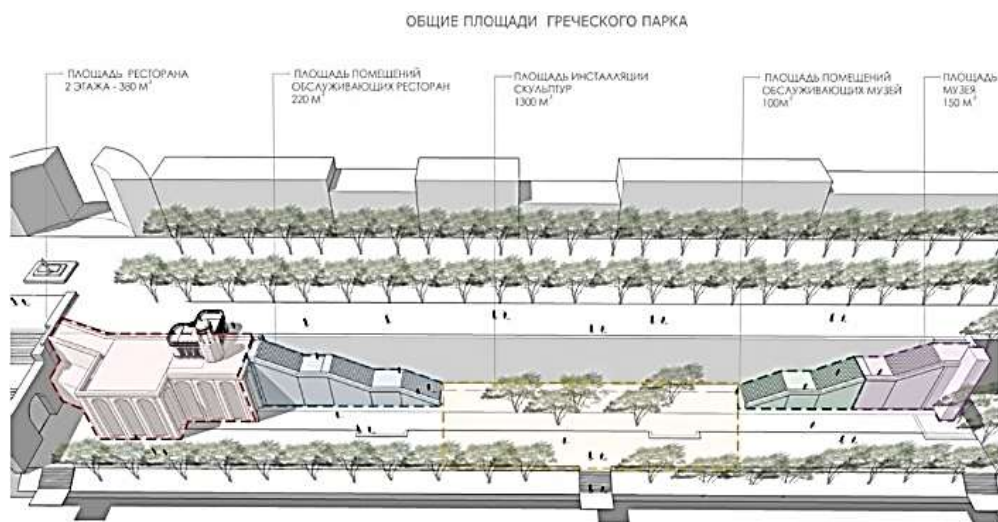 ОБЩИЕ ПЛОЩАДИ ГРЕЧЕСКОГО ПАРКА
ПЛОЩАДЬ РЕСТОРАНА
2 ЭТАЖА - 380 М²
ПЛОЩАДЬ ПОМЕЩЕНИЙ
ОБСЛУЖИВАЮЩИХ РЕСТОРАН
220 М²
ПЛОЩАДЬ ИНСТАЛЛЯЦИИ
СКУЛЬПТУР
1300 М²
ПЛОЩАДЬ ПОМЕЩЕНИЙ
ОБСЛУЖИВАЮЩИХ МУЗЕЙ
100М²
ПЛОЩАДЬ
МУЗЕЯ
150 М²